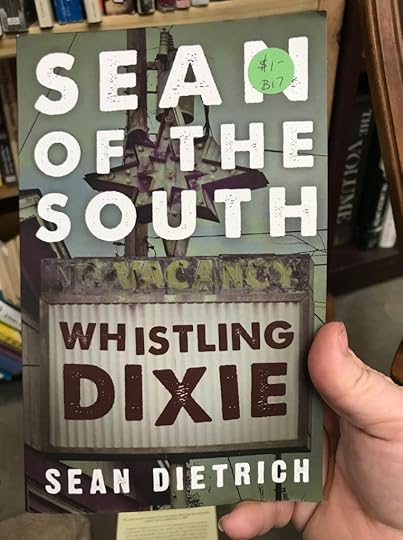 SEAN
$1-
B17
OF THE
SOUTH
NO VACANCY
WHISTLING
DIXIE
SEAN DIETRICH
THE VOLUME